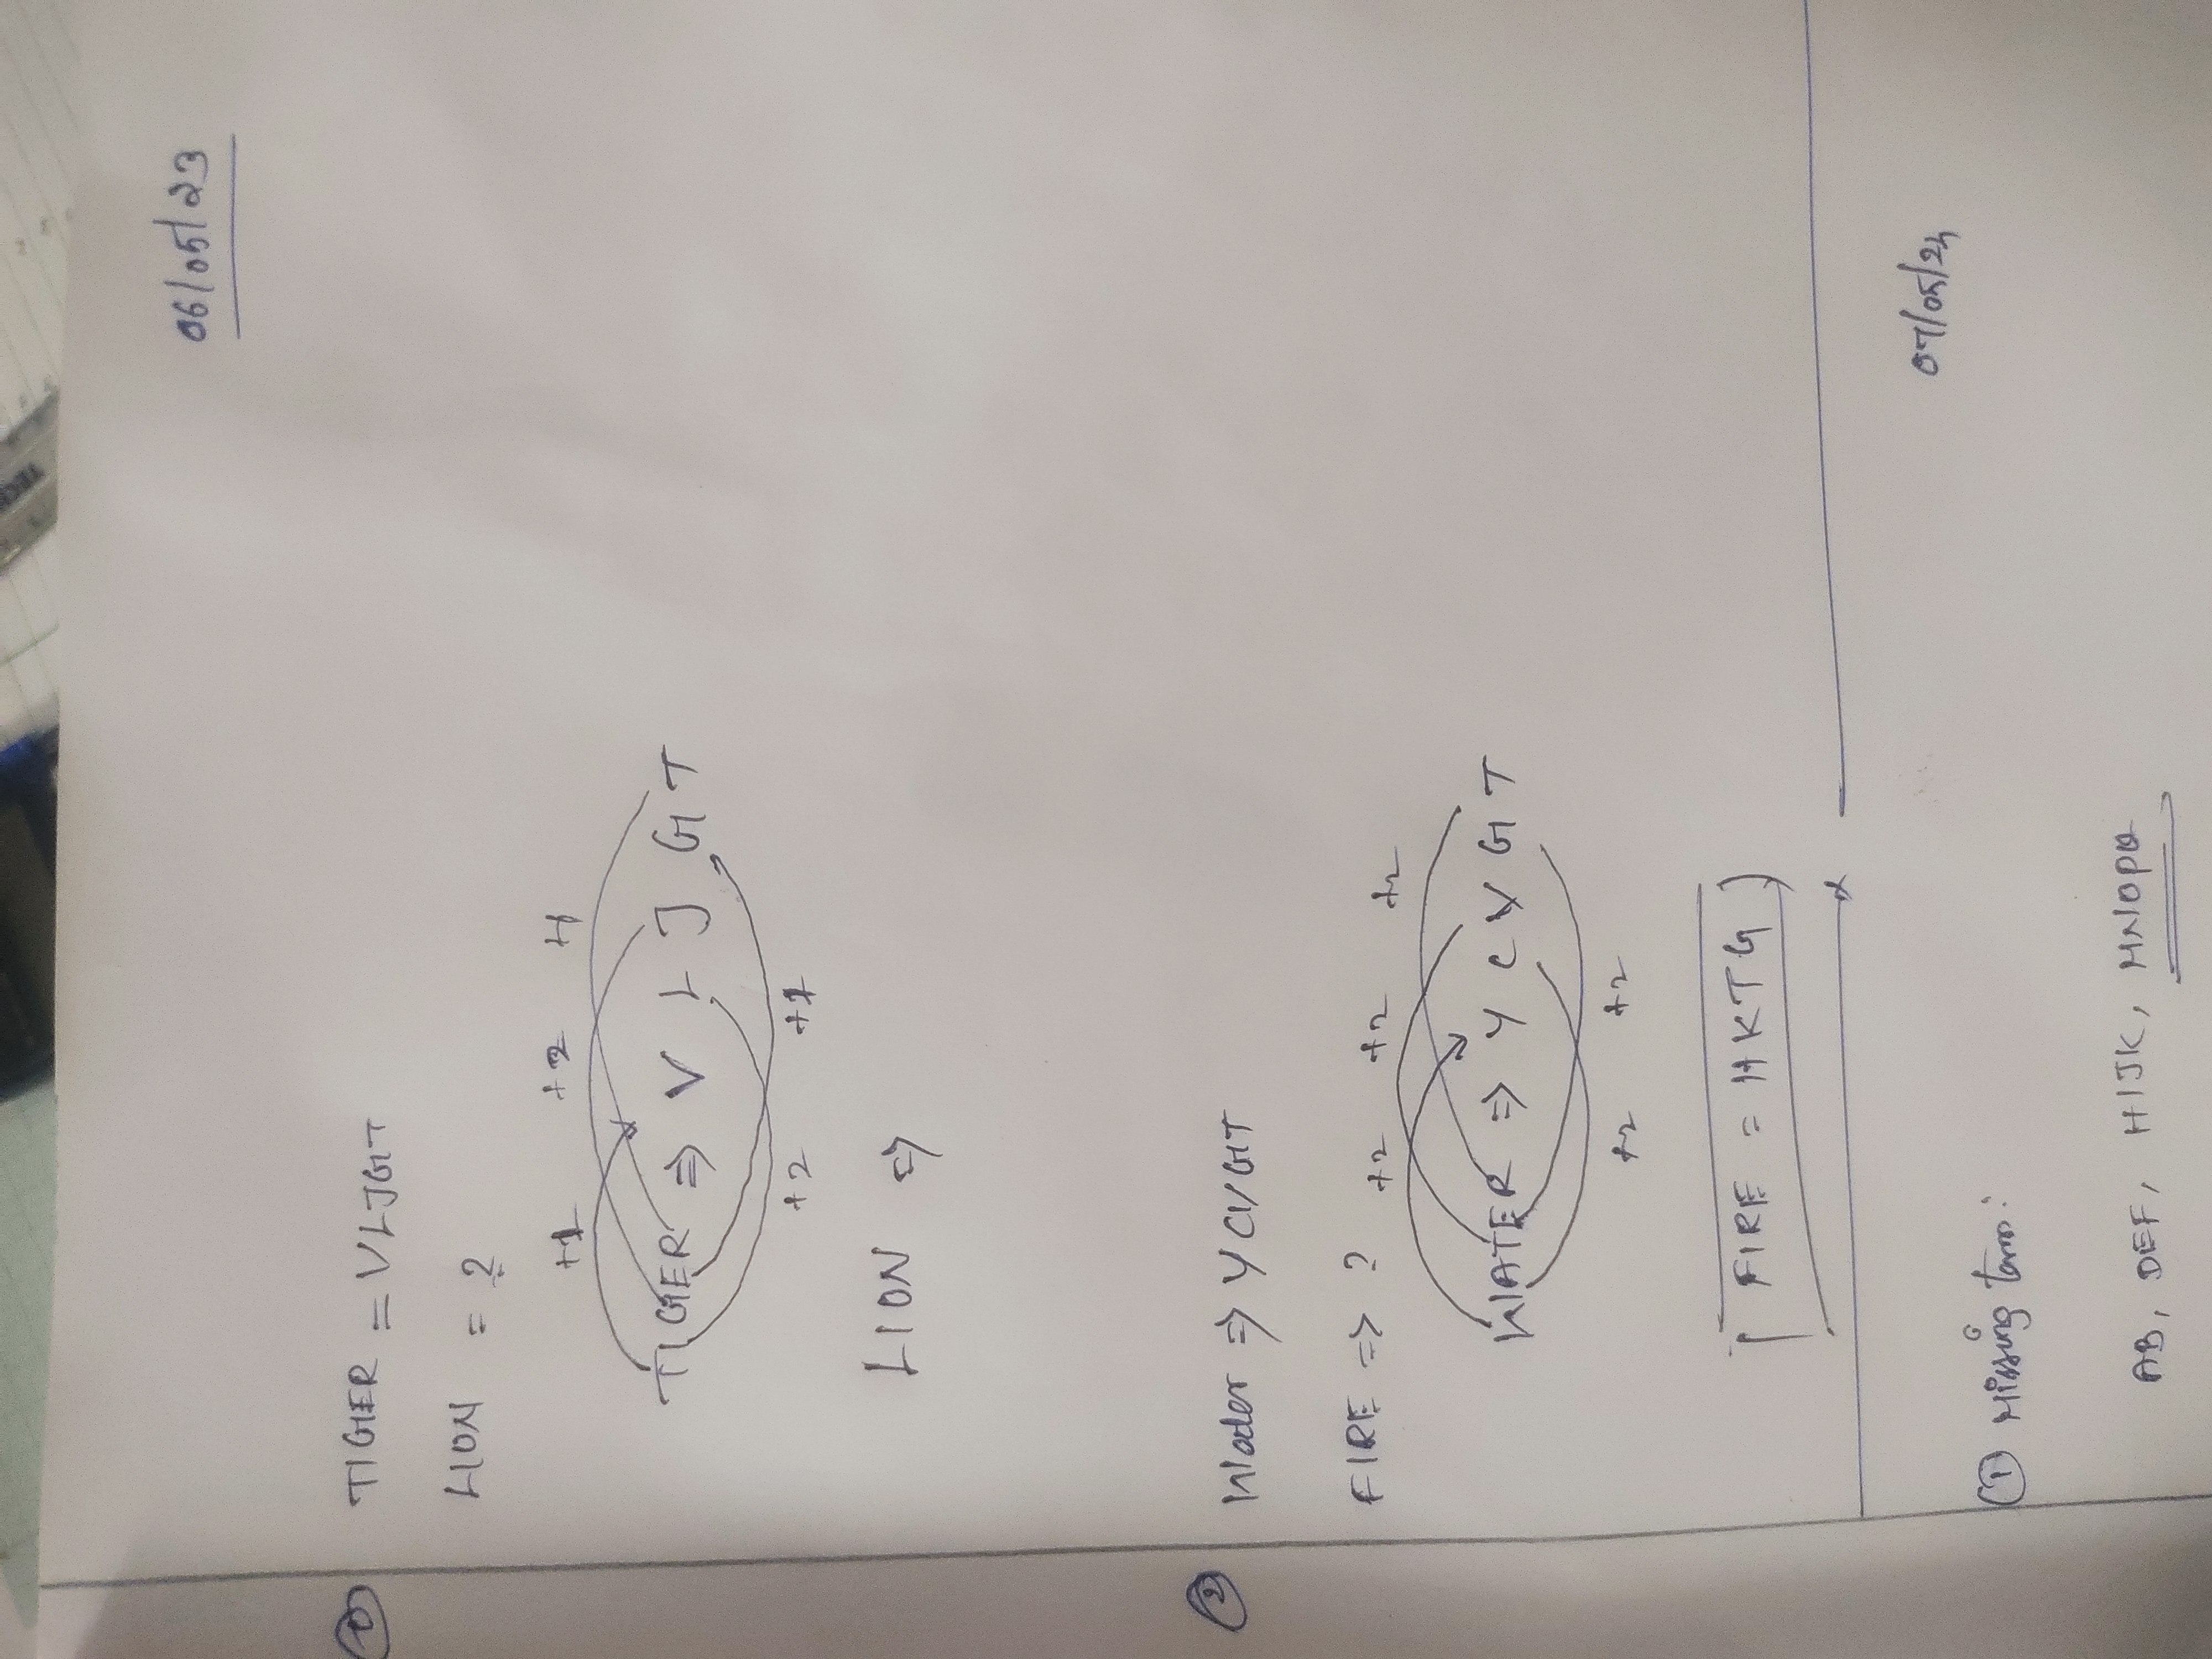 06/05/23
① TIGER = VLJGT
LION = ?
+1 +2 +1
TIGER ⇒ V L J G T
+2 +1
LION ⇒
② Water ⇒ YCVGT
FIRE ⇒ ?
+2 +2 +2
WATER ⇒ Y C V G T
+2 +2
FIRE = HKTG
07/05/23
① Missing term:
AB, DEF, HIJK, MNOPQ